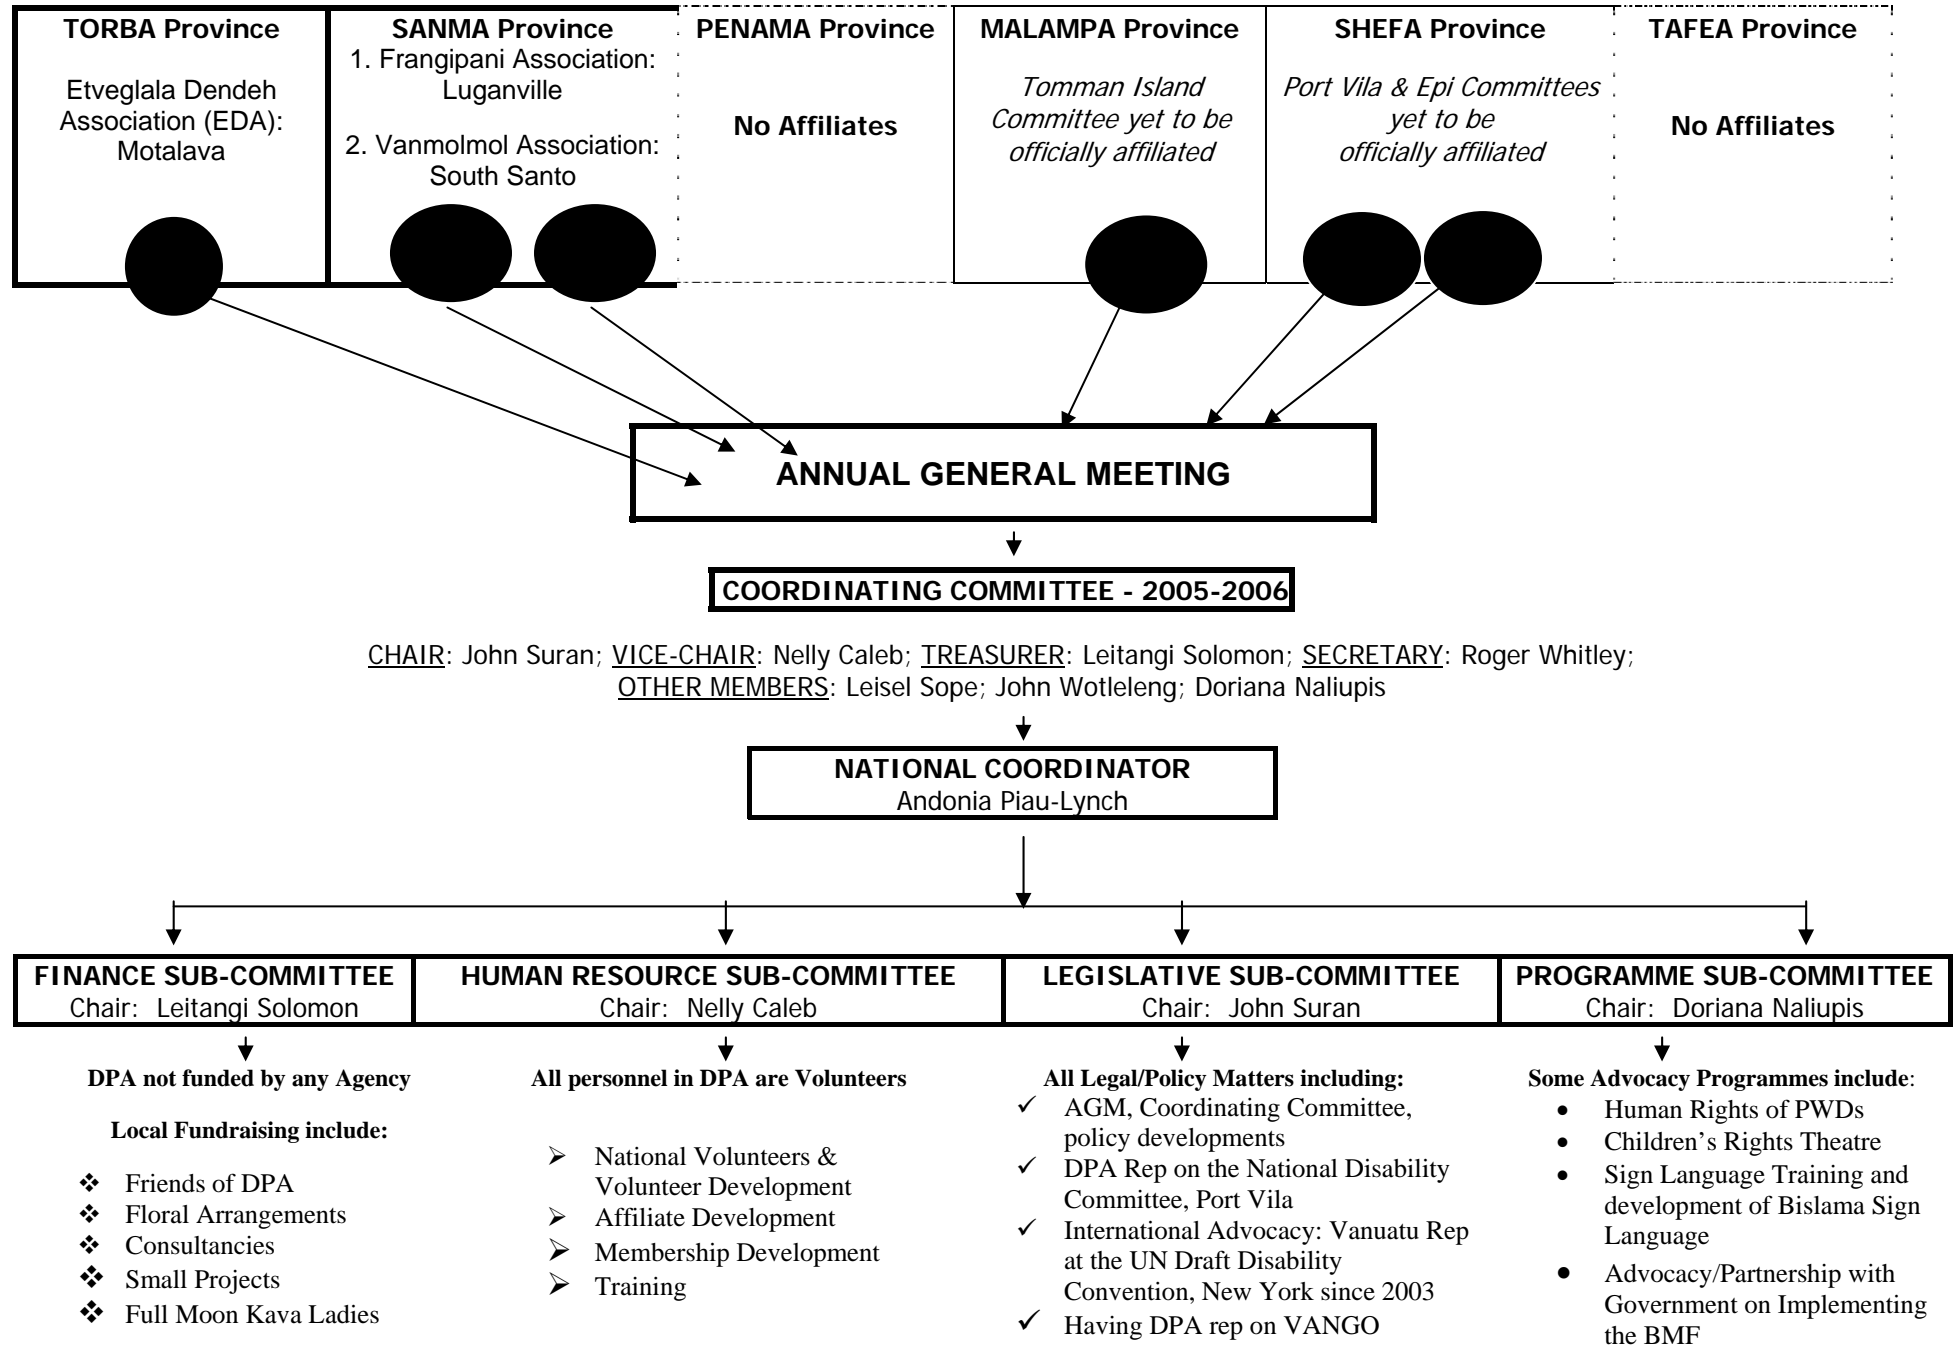 TORBA Province
Etveglala Dendeh
Association (EDA):
Motalava
SANMA Province
1. Frangipani Association:
Luganville
2. Vanmolmol Association:
South Santo
PENAMA Province
No Affiliates
MALAMPA Province
Tomman Island
Committee yet to be
officially affiliated
SHEFA Province
Port Vila & Epi Committees
yet to be
officially affiliated
TAFEA Province
No Affiliates
ANNUAL GENERAL MEETING
COORDINATING COMMITTEE - 2005-2006
CHAIR: John Suran; VICE-CHAIR: Nelly Caleb; TREASURER: Leitangi Solomon; SECRETARY: Roger Whitley;
OTHER MEMBERS: Leisel Sope; John Wotleleng; Doriana Naliupis
NATIONAL COORDINATOR
Andonia Piau-Lynch
FINANCE SUB-COMMITTEE
Chair: Leitangi Solomon
HUMAN RESOURCE SUB-COMMITTEE
Chair: Nelly Caleb
LEGISLATIVE SUB-COMMITTEE
Chair: John Suran
PROGRAMME SUB-COMMITTEE
Chair: Doriana Naliupis
DPA not funded by any Agency
Local Fundraising include:
❖ Friends of DPA
❖ Floral Arrangements
❖ Consultancies
❖ Small Projects
❖ Full Moon Kava Ladies
All personnel in DPA are Volunteers
➢ National Volunteers &
Volunteer Development
➢ Affiliate Development
➢ Membership Development
➢ Training
All Legal/Policy Matters including:
✓ AGM, Coordinating Committee,
policy developments
✓ DPA Rep on the National Disability
Committee, Port Vila
✓ International Advocacy: Vanuatu Rep
at the UN Draft Disability
Convention, New York since 2003
✓ Having DPA rep on VANGO
Some Advocacy Programmes include:
• Human Rights of PWDs
• Children's Rights Theatre
• Sign Language Training and
development of Bislama Sign
Language
• Advocacy/Partnership with
Government on Implementing
the BMF